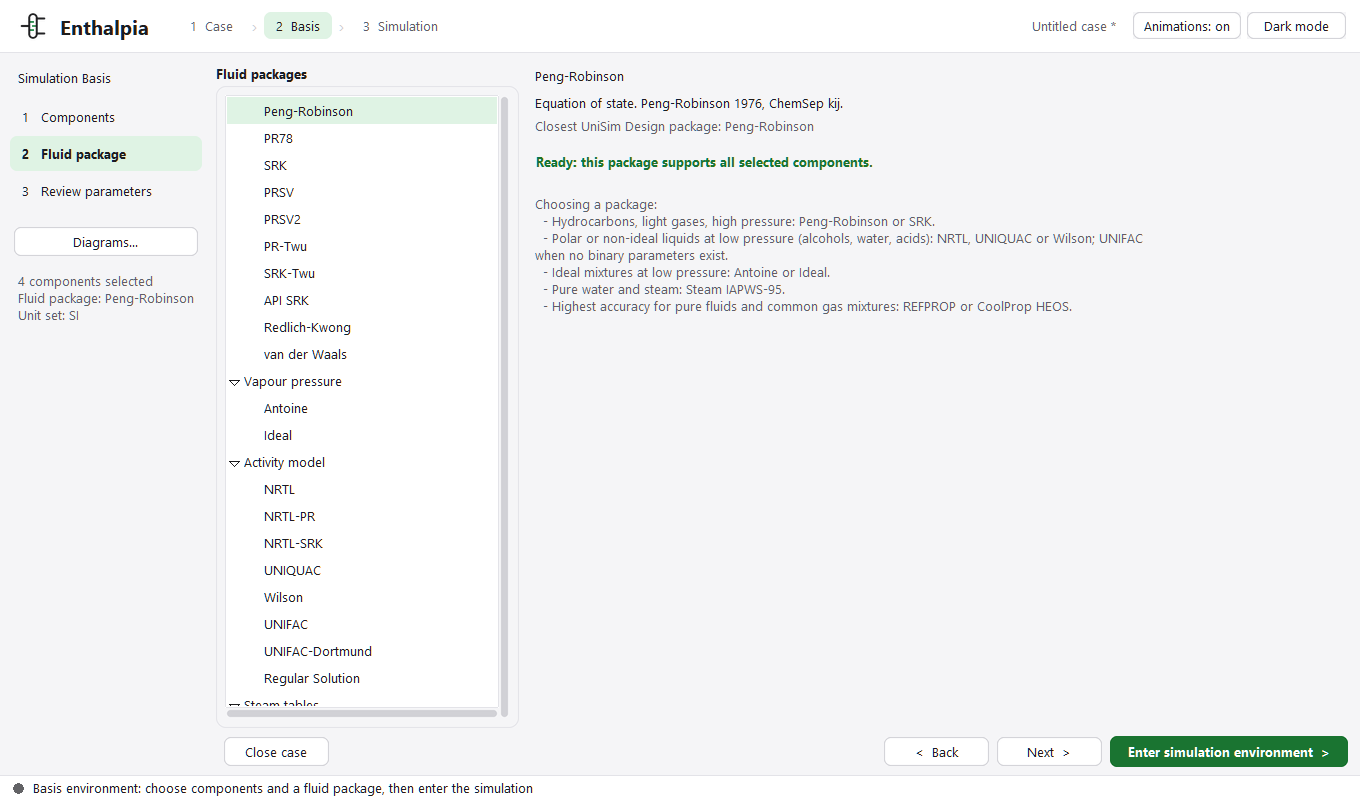 Enthalpia
1 Case
2 Basis
3 Simulation
Untitled case *
Animations: on
Dark mode
Simulation Basis
1 Components
2 Fluid package
3 Review parameters
Diagrams...
4 components selected
Fluid package: Peng-Robinson
Unit set: SI
Fluid packages
Peng-Robinson
PR78
SRK
PRSV
PRSV2
PR-Twu
SRK-Twu
API SRK
Redlich-Kwong
van der Waals
Vapour pressure
Antoine
Ideal
Activity model
NRTL
NRTL-PR
NRTL-SRK
UNIQUAC
Wilson
UNIFAC
UNIFAC-Dortmund
Regular Solution
Steam tables
Peng-Robinson
Equation of state. Peng-Robinson 1976, ChemSep kij.
Closest UniSim Design package: Peng-Robinson
Ready: this package supports all selected components.
Choosing a package:
- Hydrocarbons, light gases, high pressure: Peng-Robinson or SRK.
- Polar or non-ideal liquids at low pressure (alcohols, water, acids): NRTL, UNIQUAC or Wilson; UNIFAC
when no binary parameters exist.
- Ideal mixtures at low pressure: Antoine or Ideal.
- Pure water and steam: Steam IAPWS-95.
- Highest accuracy for pure fluids and common gas mixtures: REFPROP or CoolProp HEOS.
Close case
< Back
Next >
Enter simulation environment >
Basis environment: choose components and a fluid package, then enter the simulation